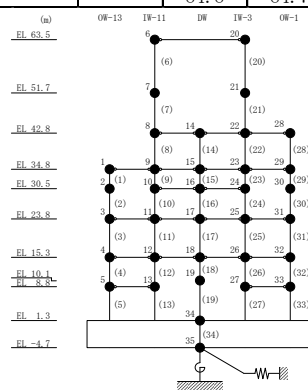 (m) OW-13 IW-11 DW IW-3 OW-1
EL 63.5 6 20
(6) (20)
EL 51.7 7 21
(7) (21)
EL 42.8 8 14 22 28
(8) (14) (22) (28)
EL 34.8 1 9 15 23 29
(1) (9) (15) (23) (29)
EL 30.5 2 10 16 24 30
(2) (10) (16) (24) (30)
EL 23.8 3 11 17 25 31
(3) (11) (17) (25) (31)
EL 15.3 4 12 18 26 32
(4) (12) (18) (26) (32)
EL 10.1 19
EL 8.8 5 13 27 33
(5) (13) (19) (27) (33)
EL 1.3 34
(34)
EL -4.7 35